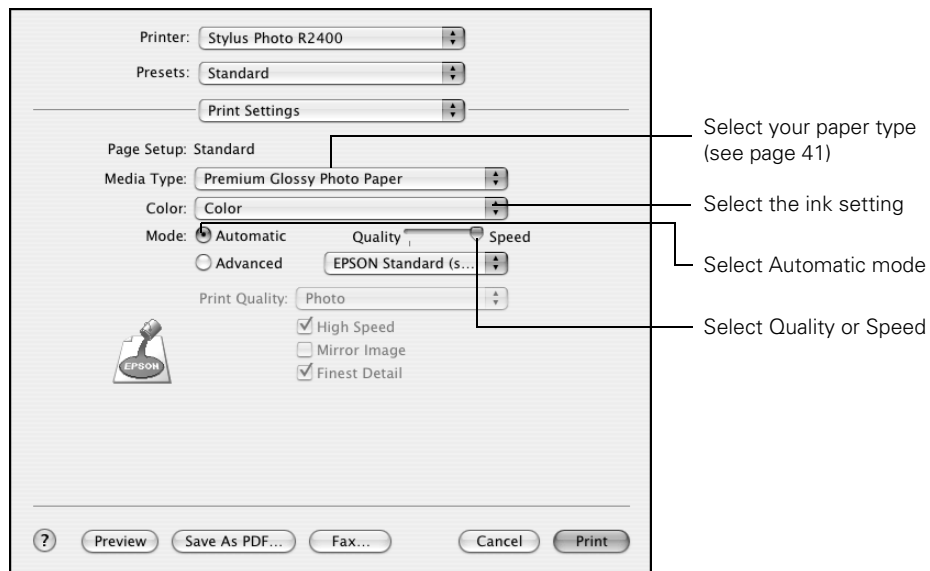 Printer: Stylus Photo R2400
Presets: Standard
Print Settings
Page Setup: Standard
Media Type: Premium Glossy Photo Paper
Color: Color
Mode: Automatic Quality Speed
Advanced EPSON Standard (s...
Print Quality: Photo
High Speed
Mirror Image
Finest Detail
EPSON
? Preview Save As PDF... Fax... Cancel Print
Select your paper type
(see page 41)
Select the ink setting
Select Automatic mode
Select Quality or Speed